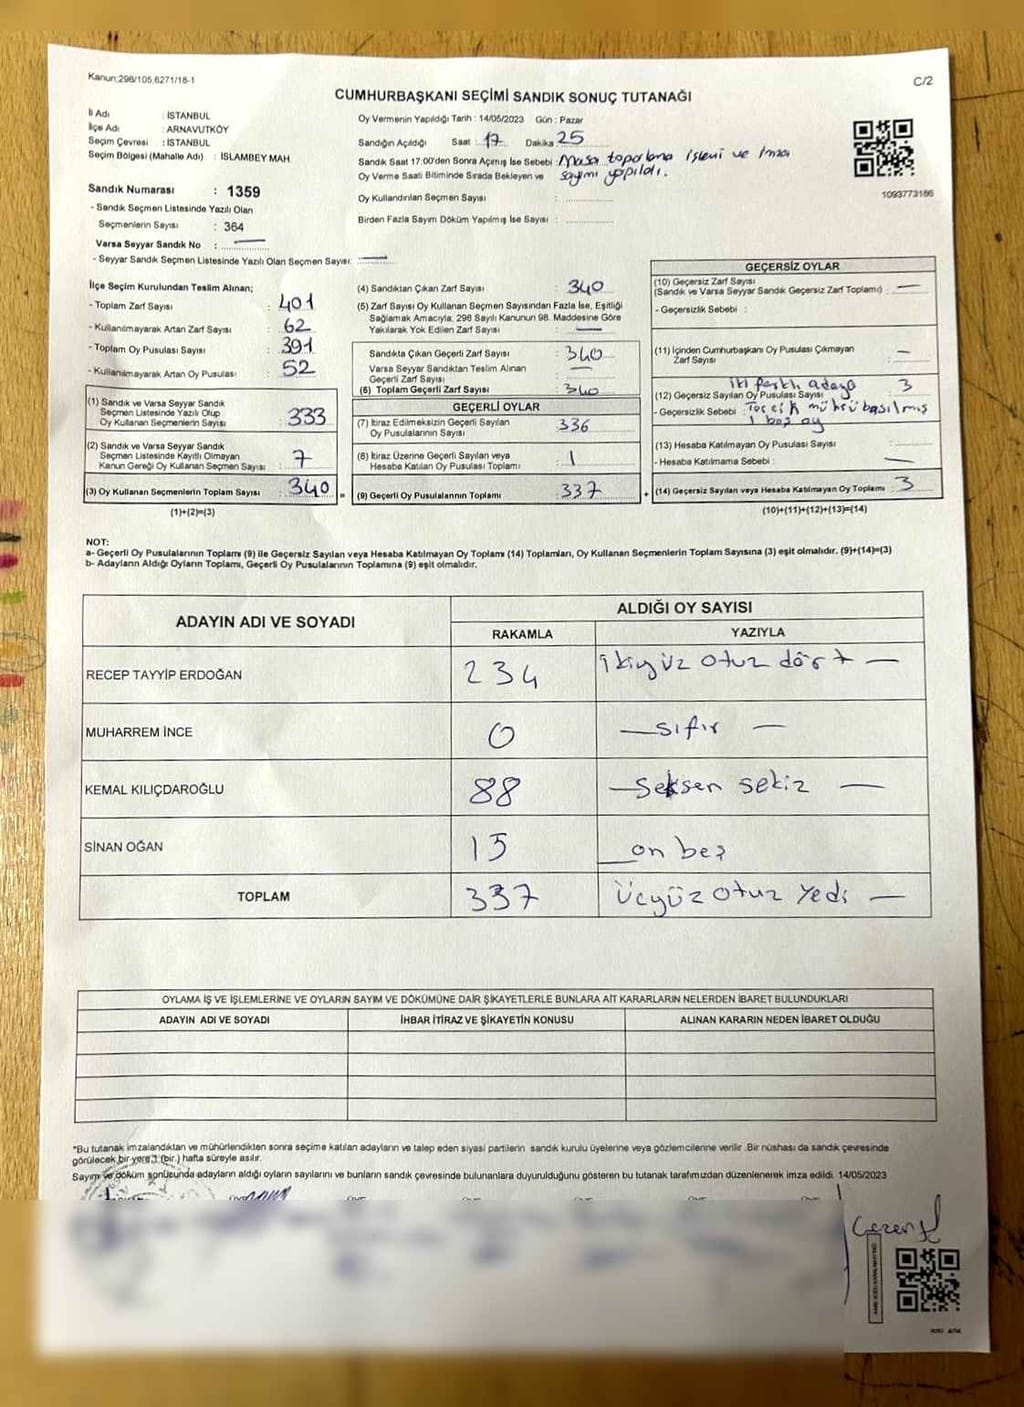 Kanun:298/105,6271/18-1
C/2
CUMHURBAŞKANI SEÇİMİ SANDIK SONUÇ TUTANAĞI
İl Adı : İSTANBUL
İlçe Adı : ARNAVUTKÖY
Seçim Çevresi : İSTANBUL
Seçim Bölgesi (Mahalle Adı) : İSLAMBEY MAH.
Sandık Numarası : 1359
- Sandık Seçmen Listesinde Yazılı Olan
Seçmenlerin Sayısı : 364
Varsa Seyyar Sandık No : —
- Seyyar Sandık Seçmen Listesinde Yazılı Olan Seçmen Sayısı: —
Oy Vermenin Yapıldığı Tarih : 14/05/2023 Gün : Pazar
Sandığın Açıldığı Saat : 17 Dakika : 25
Sandık Saat 17:00'den Sonra Açmış İse Sebebi : Masa toparlama işlemi ve imza
Oy Verme Saati Bitiminde Sırada Bekleyen ve sayımı yapıldı.
Oy Kullandırılan Seçmen Sayısı :
Birden Fazla Sayım Döküm Yapılmış İse Sayısı :
1093773186
İlçe Seçim Kurulundan Teslim Alınan;
- Toplam Zarf Sayısı : 401
- Kullanılmayarak Artan Zarf Sayısı : 62
- Toplam Oy Pusulası Sayısı : 391
- Kullanılmayarak Artan Oy Pusulası : 52
(1) Sandık ve Varsa Seyyar Sandık
Seçmen Listesinde Yazılı Olup
Oy Kullanan Seçmenlerin Sayısı : 333
(2) Sandık ve Varsa Seyyar Sandık
Seçmen Listesinde Kayıtlı Olmayan
Kanun Gereği Oy Kullanan Seçmen Sayısı : 7
(3) Oy Kullanan Seçmenlerin Toplam Sayısı : 340
(1)+(2)=(3)
(4) Sandıktan Çıkan Zarf Sayısı : 340
(5) Zarf Sayısı Oy Kullanan Seçmen Sayısından Fazla İse, Eşitliği
Sağlamak Amacıyla, 298 Sayılı Kanunun 98. Maddesine Göre
Yakılarak Yok Edilen Zarf Sayısı : —
Sandıkta Çıkan Geçerli Zarf Sayısı : 340
Varsa Seyyar Sandıktan Teslim Alınan
Geçerli Zarf Sayısı : —
(6) Toplam Geçerli Zarf Sayısı : 340
GEÇERLİ OYLAR
(7) İtiraz Edilmeksizin Geçerli Sayılan
Oy Pusulalarının Sayısı : 336
(8) İtiraz Üzerine Geçerli Sayılan veya
Hesaba Katılan Oy Pusulası Toplamı : 1
(9) Geçerli Oy Pusulalarının Toplamı : 337
GEÇERSİZ OYLAR
(10) Geçersiz Zarf Sayısı
(Sandık ve Varsa Seyyar Sandık Geçersiz Zarf Toplamı) : —
- Geçersizlik Sebebi :
(11) İçinden Cumhurbaşkanı Oy Pusulası Çıkmayan
Zarf Sayısı : —
iki farklı adaya
(12) Geçersiz Sayılan Oy Pusulası Sayısı : 3
- Geçersizlik Sebebi : Tercih mührü basılmış
1 boş oy
(13) Hesaba Katılmayan Oy Pusulası Sayısı :
- Hesaba Katılmama Sebebi : —
(14) Geçersiz Sayılan veya Hesaba Katılmayan Oy Toplamı : 3
(10)+(11)+(12)+(13)=(14)
NOT:
a- Geçerli Oy Pusulalarının Toplamı (9) ile Geçersiz Sayılan veya Hesaba Katılmayan Oy Toplamı (14) Toplamları, Oy Kullanan Seçmenlerin Toplam Sayısına (3) eşit olmalıdır. (9)+(14)=(3)
b- Adayların Aldığı Oyların Toplamı, Geçerli Oy Pusulalarının Toplamına (9) eşit olmalıdır.
ADAYIN ADI VE SOYADI ALDIĞI OY SAYISI
RAKAMLA YAZIYLA
RECEP TAYYİP ERDOĞAN 234 ikiyüz otuz dört —
MUHARREM İNCE 0 — sıfır —
KEMAL KILIÇDAROĞLU 88 — seksen sekiz —
SİNAN OĞAN 15 — on beş
TOPLAM 337 üçyüz otuz yedi —
OYLAMA İŞ VE İŞLEMLERİNE VE OYLARIN SAYIM VE DÖKÜMÜNE DAİR ŞİKAYETLERLE BUNLARA AİT KARARLARIN NELERDEN İBARET BULUNDUKLARI
ADAYIN ADI VE SOYADI İHBAR İTİRAZ VE ŞİKAYETİN KONUSU ALINAN KARARIN NEDEN İBARET OLDUĞU
*Bu tutanak imzalandıktan ve mühürlendikten sonra seçime katılan adayların ve talep eden siyasi partilerin sandık kurulu üyelerine veya gözlemcilerine verilir. Bir nüshası da sandık çevresinde
görülecek bir yere 1 (bir) hafta süreyle asılır.
Sayım ve döküm sonucunda adayların aldığı oyların sayılarını ve bunların sandık çevresinde bulunanlara duyurulduğunu gösteren bu tutanak tarafımızdan düzenlenerek imza edildi. 14/05/2023